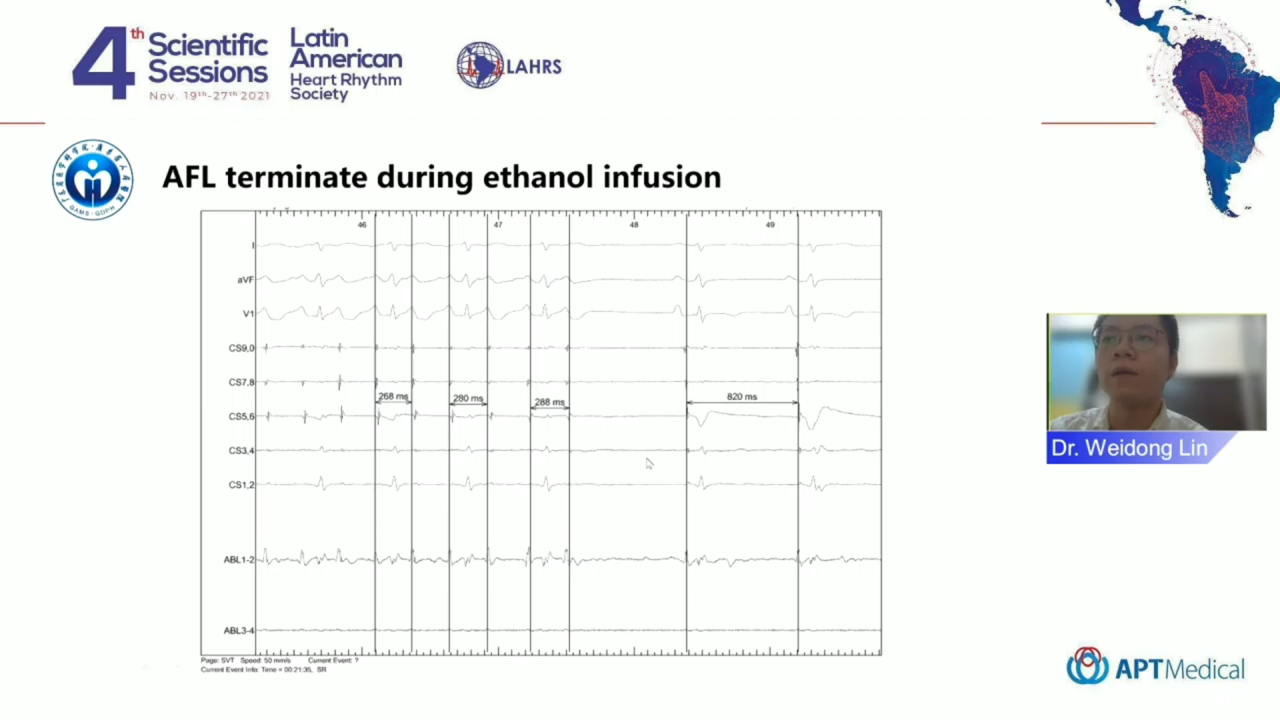 4th Scientific Sessions
Nov. 19th-27th 2021
Latin
American
Heart Rhythm
Society
LAHRS
GAMS·GDPH
AFL terminate during ethanol infusion
46 47 48 49
I
aVF
V1
CS9,0
CS7,8
268 ms 280 ms 288 ms 820 ms
CS5,6
CS3,4
CS1,2
ABL1-2
ABL3-4
Page: SVT Speed: 50 mm/s Current Event: ?
Current Event Info: Time = 00:21:35, SR
Dr. Weidong Lin
APTMedical